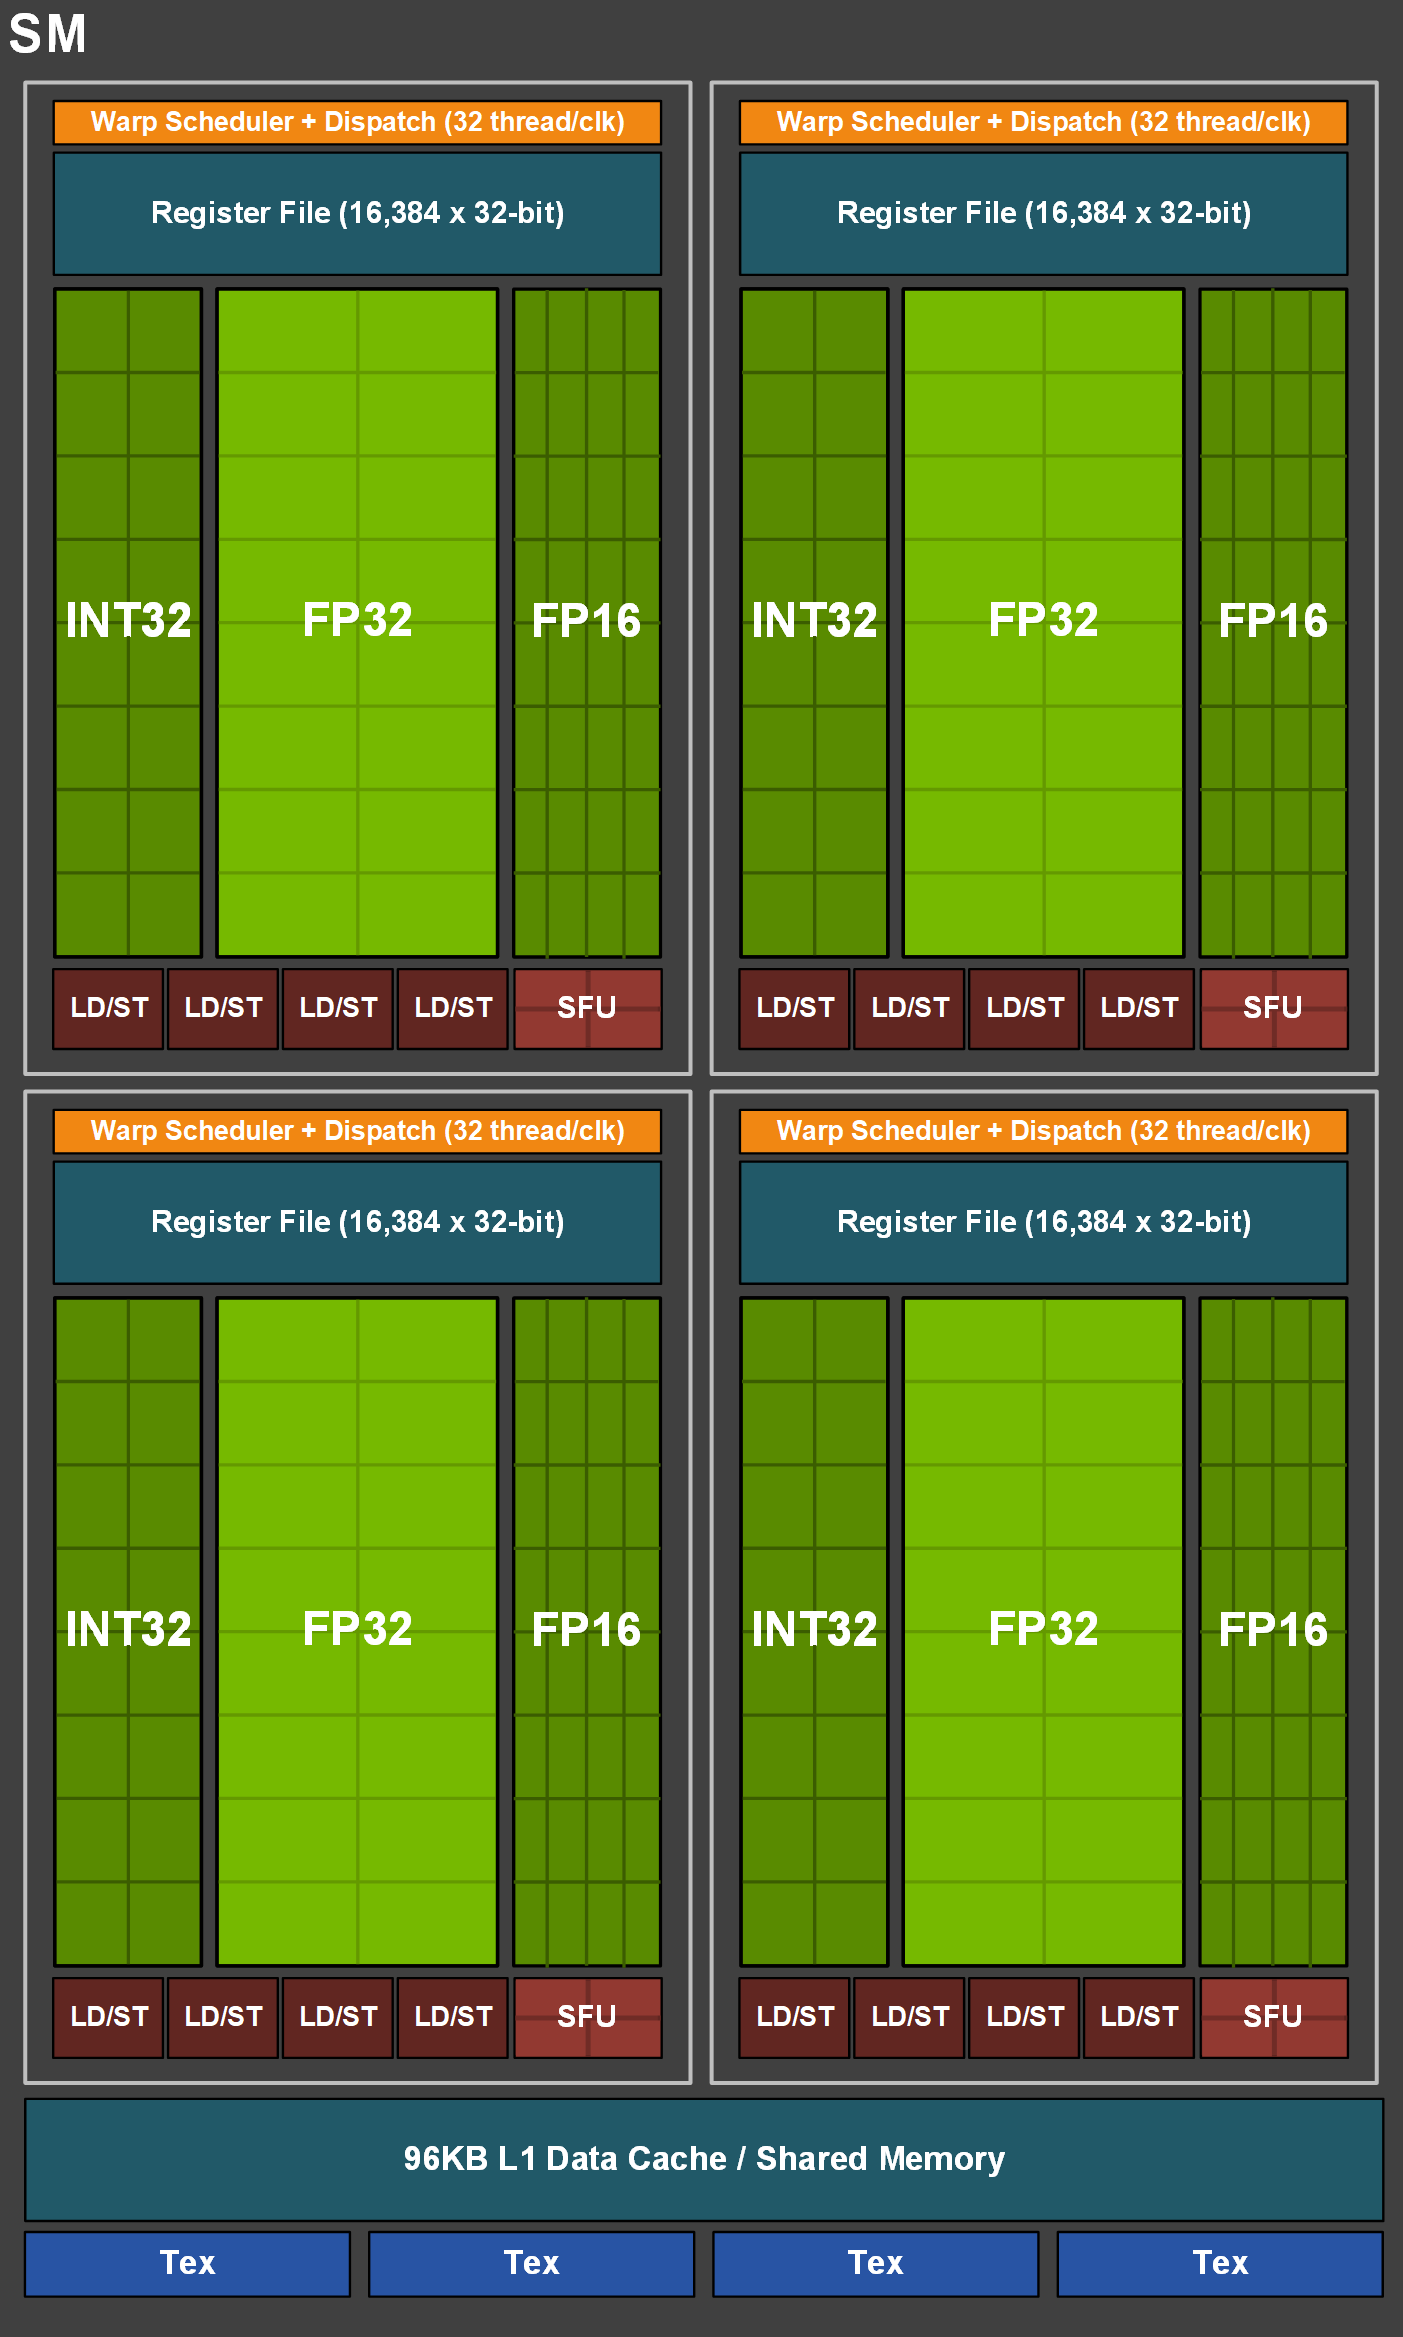 SM
Warp Scheduler + Dispatch (32 thread/clk)
Register File (16,384 x 32-bit)
INT32
FP32
FP16
LD/ST
LD/ST
LD/ST
LD/ST
SFU
Warp Scheduler + Dispatch (32 thread/clk)
Register File (16,384 x 32-bit)
INT32
FP32
FP16
LD/ST
LD/ST
LD/ST
LD/ST
SFU
Warp Scheduler + Dispatch (32 thread/clk)
Register File (16,384 x 32-bit)
INT32
FP32
FP16
LD/ST
LD/ST
LD/ST
LD/ST
SFU
Warp Scheduler + Dispatch (32 thread/clk)
Register File (16,384 x 32-bit)
INT32
FP32
FP16
LD/ST
LD/ST
LD/ST
LD/ST
SFU
96KB L1 Data Cache / Shared Memory
Tex
Tex
Tex
Tex